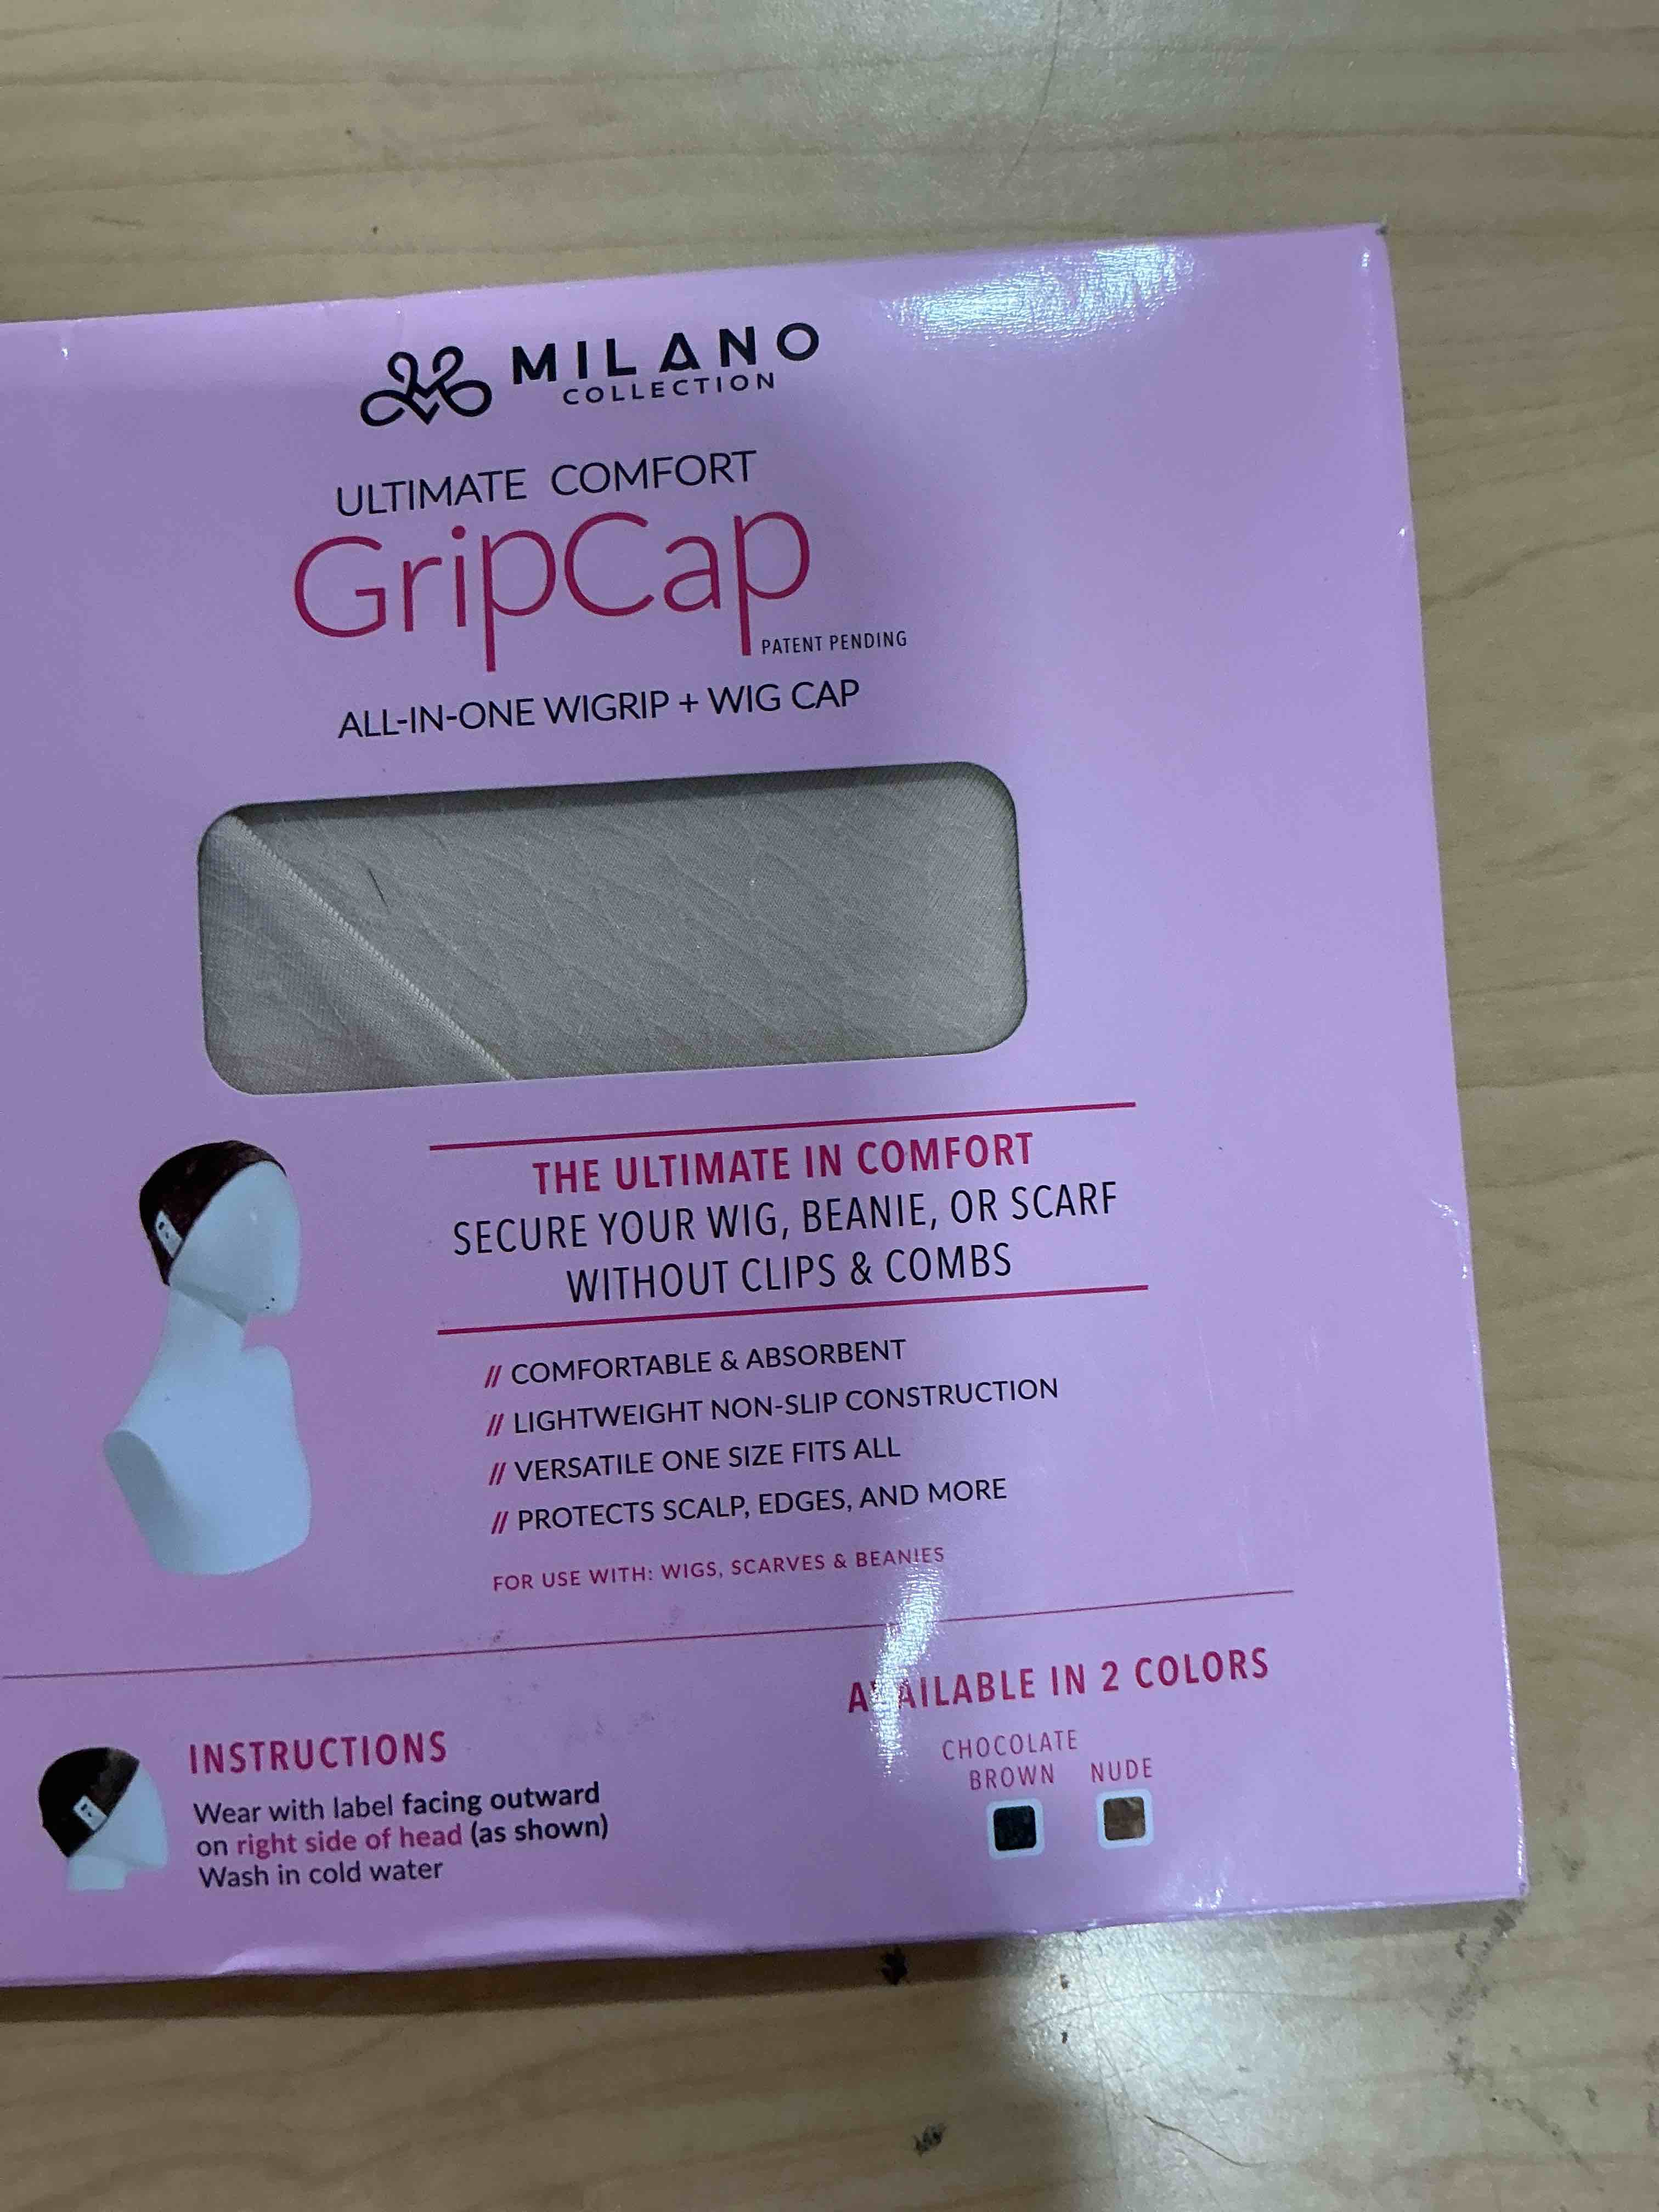 MILANO
COLLECTION
ULTIMATE COMFORT
GripCap
PATENT PENDING
ALL-IN-ONE WIGRIP + WIG CAP
THE ULTIMATE IN COMFORT
SECURE YOUR WIG, BEANIE, OR SCARF
WITHOUT CLIPS & COMBS
// COMFORTABLE & ABSORBENT
// LIGHTWEIGHT NON-SLIP CONSTRUCTION
// VERSATILE ONE SIZE FITS ALL
// PROTECTS SCALP, EDGES, AND MORE
FOR USE WITH: WIGS, SCARVES & BEANIES
INSTRUCTIONS
Wear with label facing outward
on right side of head (as shown)
Wash in cold water
AVAILABLE IN 2 COLORS
CHOCOLATE
BROWN
NUDE